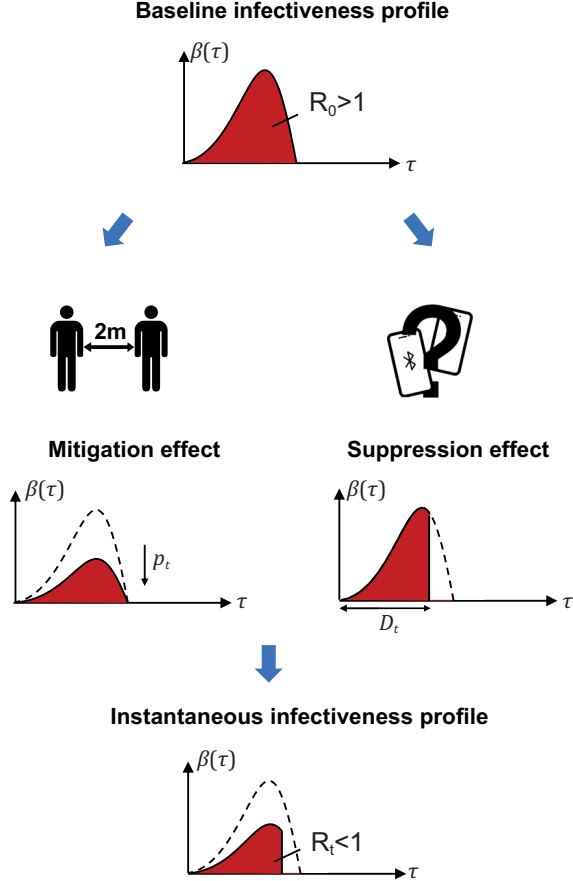 Baseline infectiveness profile
β(τ)
R₀>1
τ
2m
Mitigation effect
Suppression effect
β(τ)
pₜ
τ
β(τ)
Dₜ
τ
Instantaneous infectiveness profile
β(τ)
Rₜ<1
τ